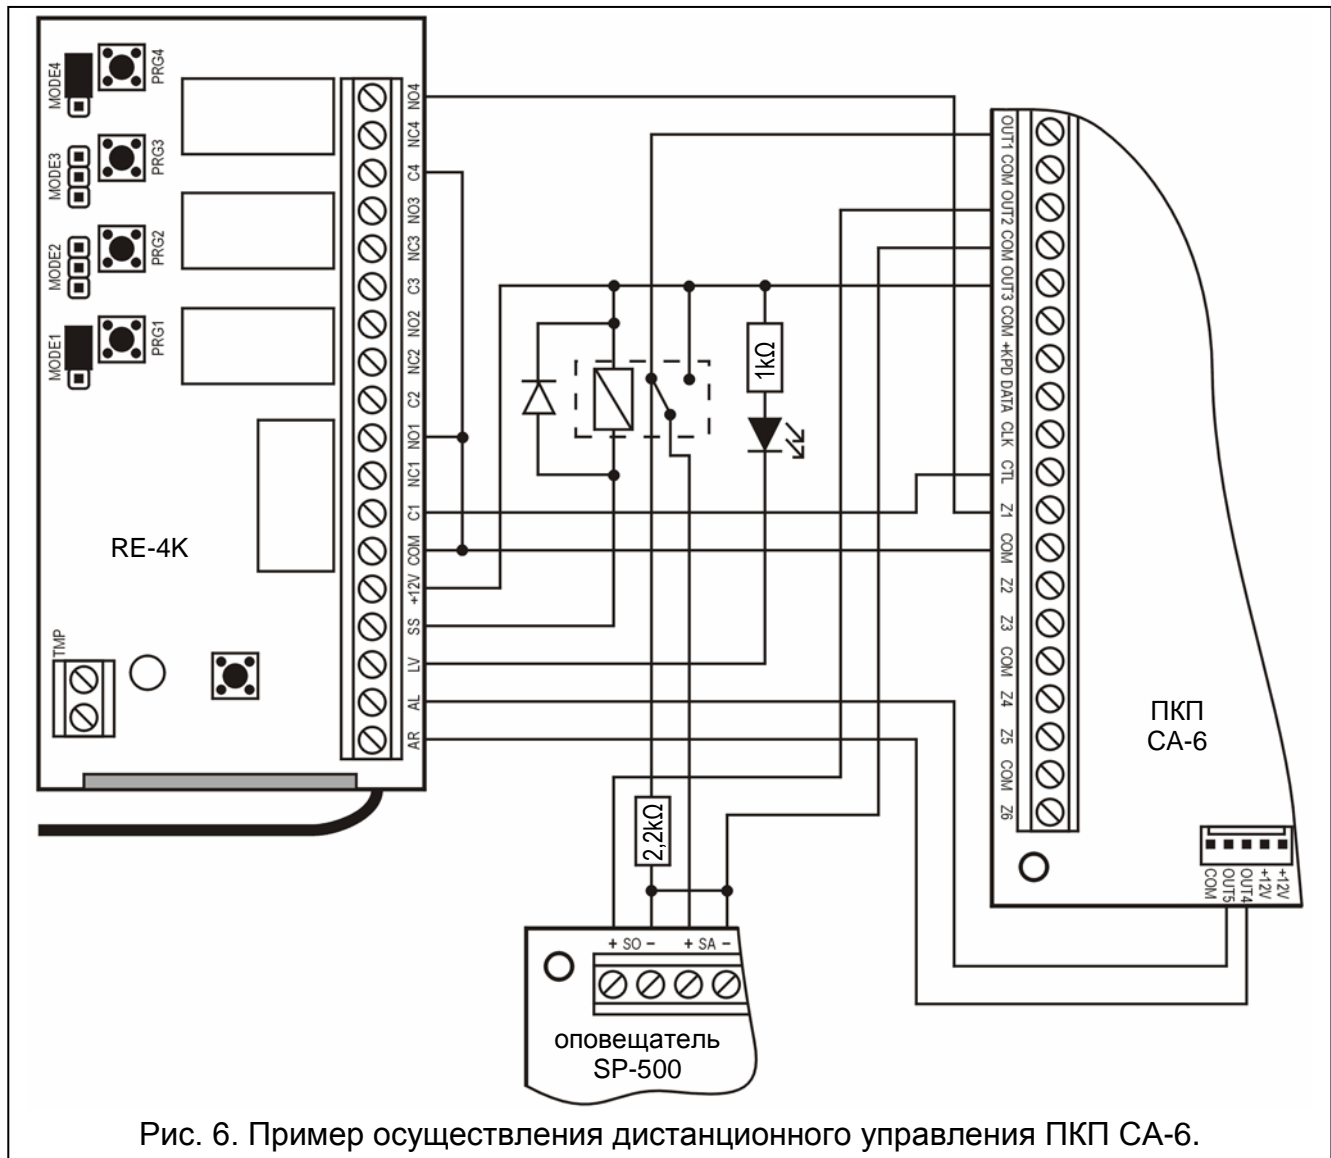 MODE4
PRG4
MODE3
PRG3
MODE2
PRG2
MODE1
PRG1
RE-4K
TMP
NO4
NC4
C4
NO3
NC3
C3
NO2
NC2
C2
NO1
NC1
C1
COM
+12V
SS
LV
AL
AR
1kΩ
2,2kΩ
OUT1
COM
OUT2
COM
OUT3
COM
+KPD
DATA
CLK
CTL
Z1
COM
Z2
Z3
COM
Z4
Z5
COM
Z6
ПКП
CA-6
COM
OUT5
OUT4
+12V
+12V
+ SO − + SA −
оповещатель
SP-500
Рис. 6. Пример осуществления дистанционного управления ПКП CA-6.